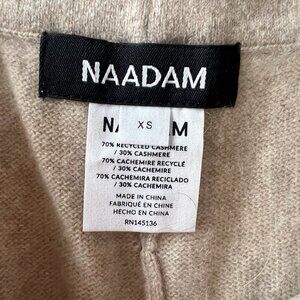 NAADAM
XS
70% RECYCLED CASHMERE
/ 30% CASHMERE
70% CACHEMIRE RECYCLÉ
/ 30% CACHEMIRE
70% CACHEMIRA RECICLADO
/ 30% CACHEMIRA
MADE IN CHINA
FABRIQUÉ EN CHINE
HECHO EN CHINA
RN145136